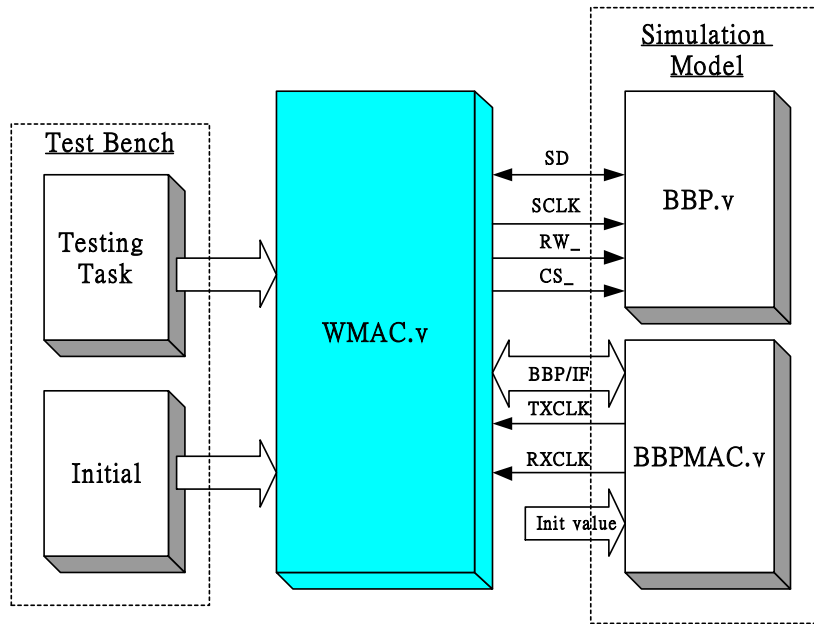 Test Bench
Testing
Task
Initial
WMAC.v
SD
SCLK
RW_
CS_
BBP/IF
TXCLK
RXCLK
Init value
Simulation
Model
BBP.v
BBPMAC.v